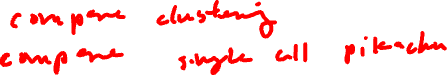 compare clustering
compare single cell pikachu